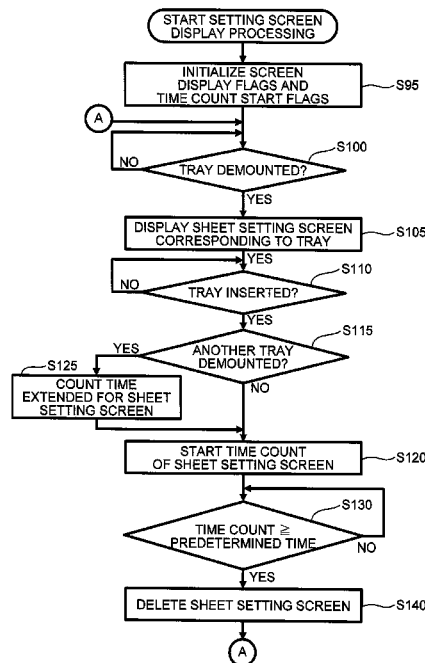 START SETTING SCREEN
DISPLAY PROCESSING
INITIALIZE SCREEN
DISPLAY FLAGS AND
TIME COUNT START FLAGS
S95
A
S100
TRAY DEMOUNTED?
NO
YES
DISPLAY SHEET SETTING SCREEN
CORRESPONDING TO TRAY
S105
YES
S110
TRAY INSERTED?
NO
YES
S115
ANOTHER TRAY
DEMOUNTED?
YES
NO
S125
COUNT TIME
EXTENDED FOR SHEET
SETTING SCREEN
START TIME COUNT
OF SHEET SETTING SCREEN
S120
S130
TIME COUNT ≧
PREDETERMINED TIME
NO
YES
DELETE SHEET SETTING SCREEN
S140
A